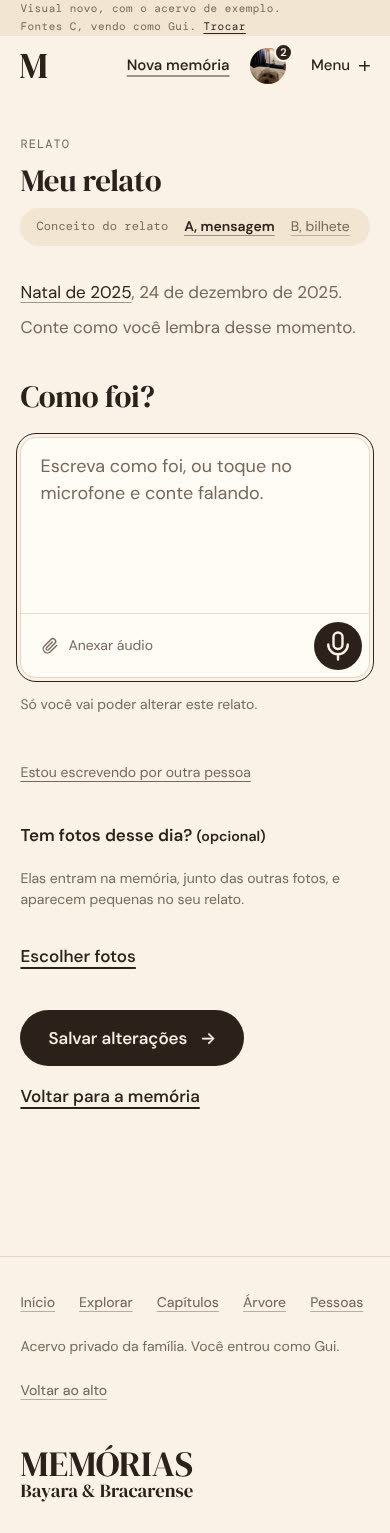 Visual novo, com o acervo de exemplo.
Fontes C, vendo como Gui. Trocar
M
Nova memória
2
Menu +
RELATO
Meu relato
Conceito do relato A, mensagem B, bilhete
Natal de 2025, 24 de dezembro de 2025.
Conte como você lembra desse momento.
Como foi?
Escreva como foi, ou toque no
microfone e conte falando.
Anexar áudio
Só você vai poder alterar este relato.
Estou escrevendo por outra pessoa
Tem fotos desse dia? (opcional)
Elas entram na memória, junto das outras fotos, e
aparecem pequenas no seu relato.
Escolher fotos
Salvar alterações →
Voltar para a memória
Início Explorar Capítulos Árvore Pessoas
Acervo privado da família. Você entrou como Gui.
Voltar ao alto
MEMÓRIAS
Bayara & Bracarense